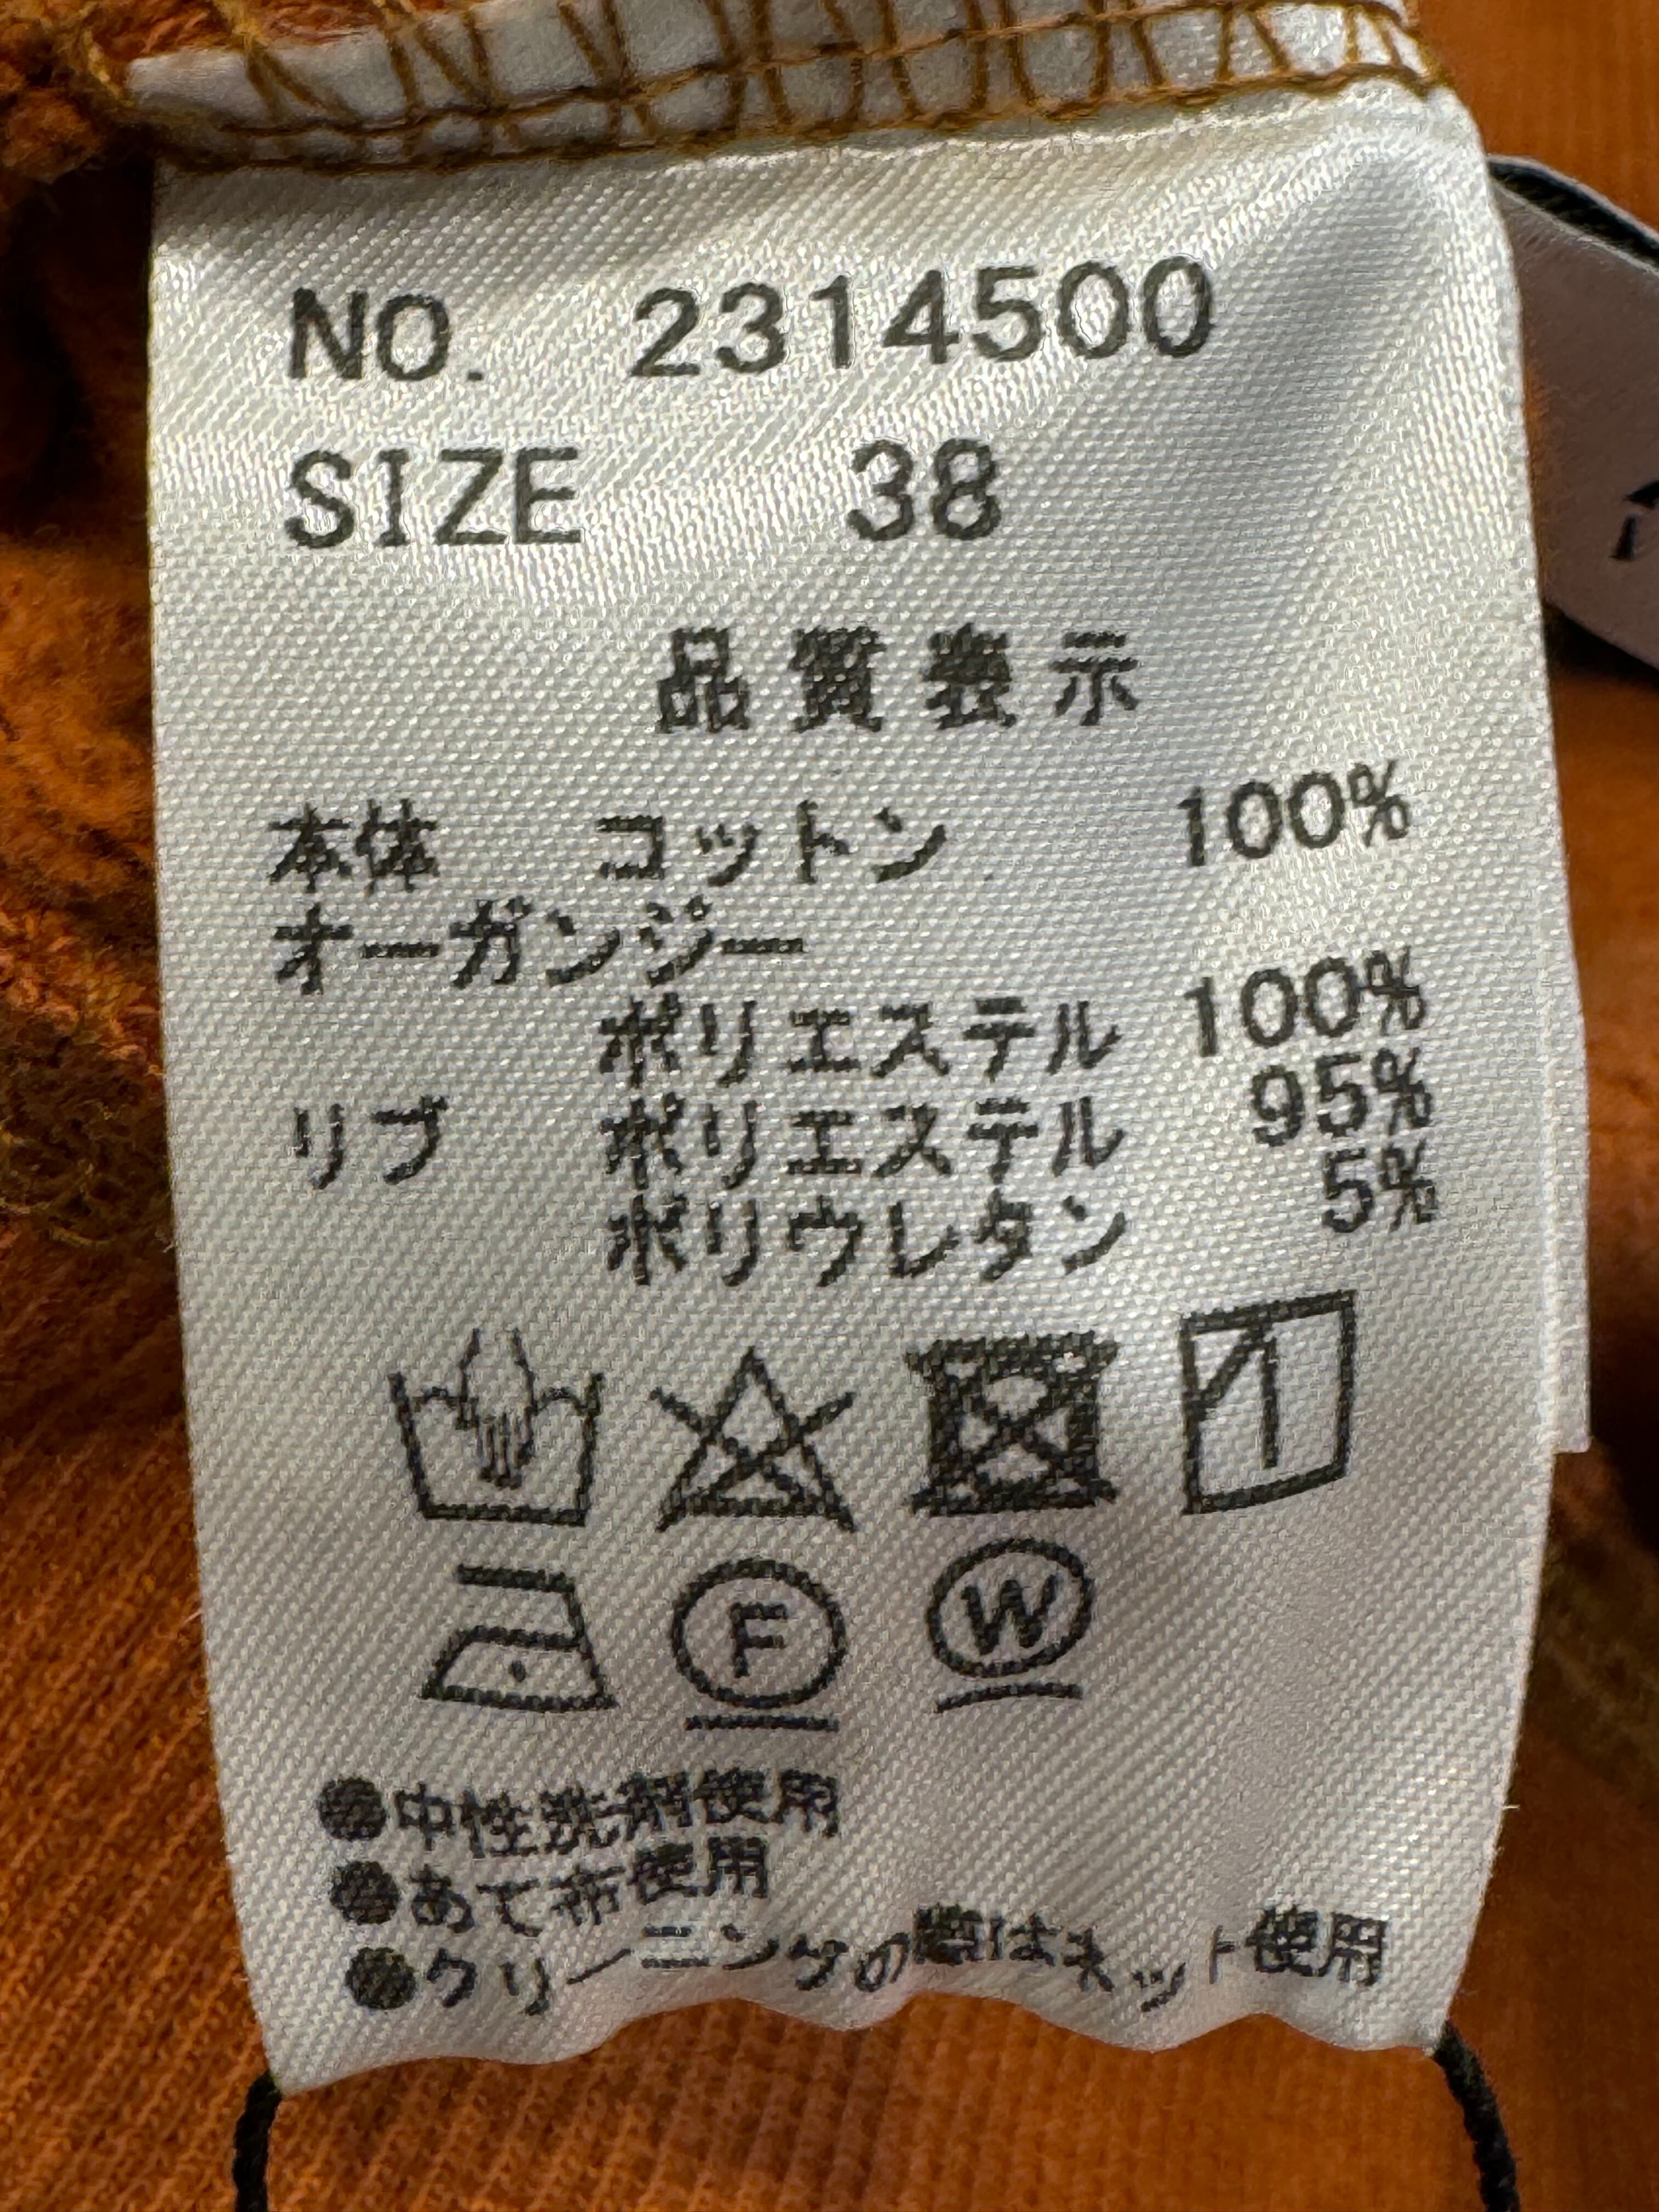 NO. 2314500
SIZE 38
品質表示
本体 コットン 100%
オーガンジー
ポリエステル 100%
リブ ポリエステル 95%
ポリウレタン 5%
F W
●中性洗剤使用
●あて布使用
●クリーニングの際はネット使用